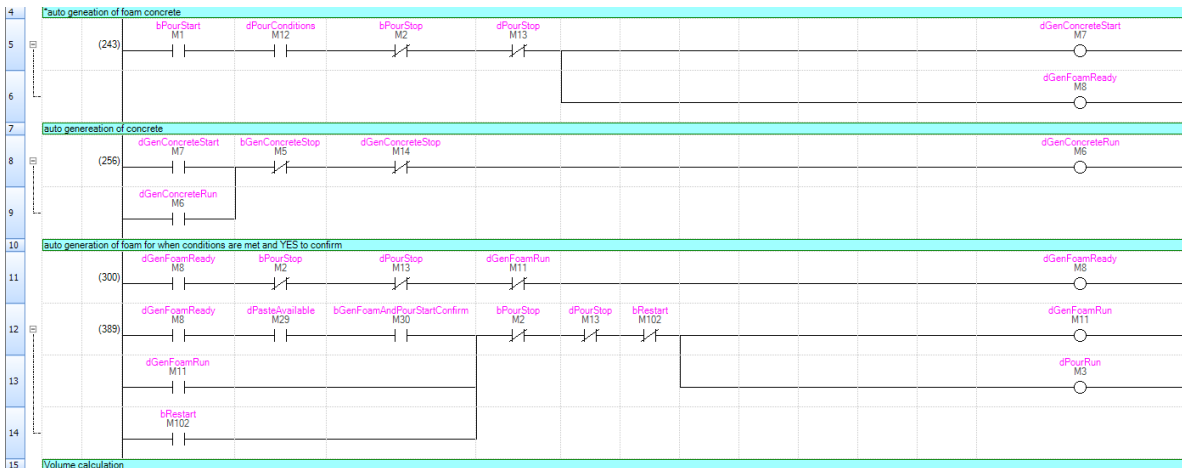 4 *auto geneation of foam concrete
bPourStart dPourConditions bPourStop dPourStop dGenConcreteStart
5 (243) M1 M12 M2 M13 M7
dGenFoamReady
6 M8
7 auto genereation of concrete
dGenConcreteStart bGenConcreteStop dGenConcreteStop dGenConcreteRun
8 (256) M7 M5 M14 M6
dGenConcreteRun
9 M6
10 auto generation of foam for when conditions are met and YES to confirm
dGenFoamReady bPourStop dPourStop dGenFoamRun dGenFoamReady
11 (300) M8 M2 M13 M11 M8
dGenFoamReady dPasteAvailable bGenFoamAndPourStartConfirm bPourStop dPourStop bRestart dGenFoamRun
12 (389) M8 M29 M30 M2 M13 M102 M11
dGenFoamRun dPourRun
13 M11 M3
bRestart
14 M102
15 Volume calculation